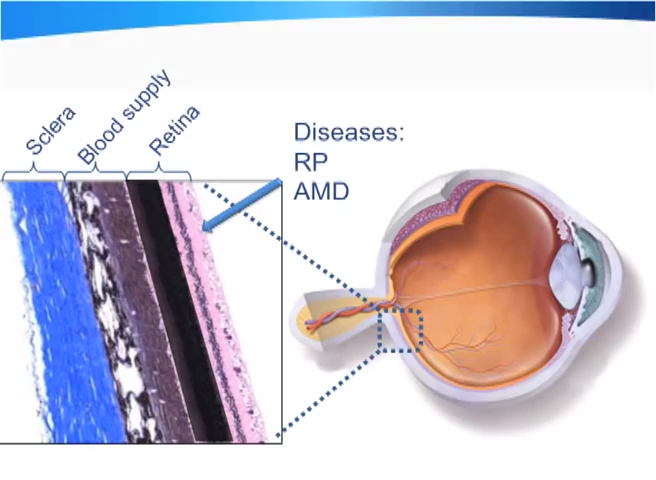 Sclera
Blood supply
Retina
Diseases:
RP
AMD